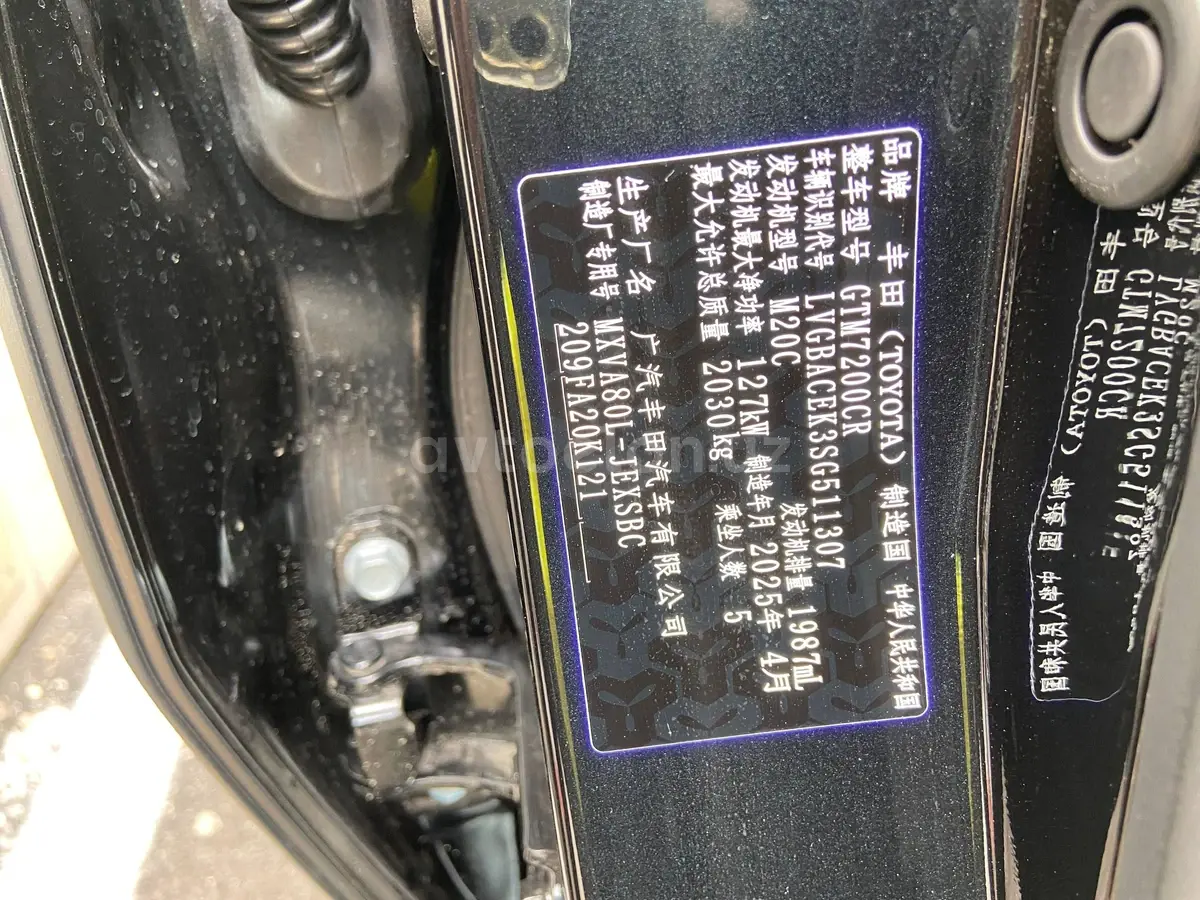 品牌 丰田 (TOYOTA) 制造国 中华人民共和国
整车型号 GTM7200CR
车辆识别代号 LVGBACEK3SG511307
发动机型号 M20C 发动机排量 1987mL
发动机最大净功率 127kW 制造年月 2025年 4月
最大允许总质量 2030kg 乘坐人数 5
生产厂名 广汽丰田汽车有限公司
制造厂专用号 MXVA80L-JEXSBC
209FA20K121